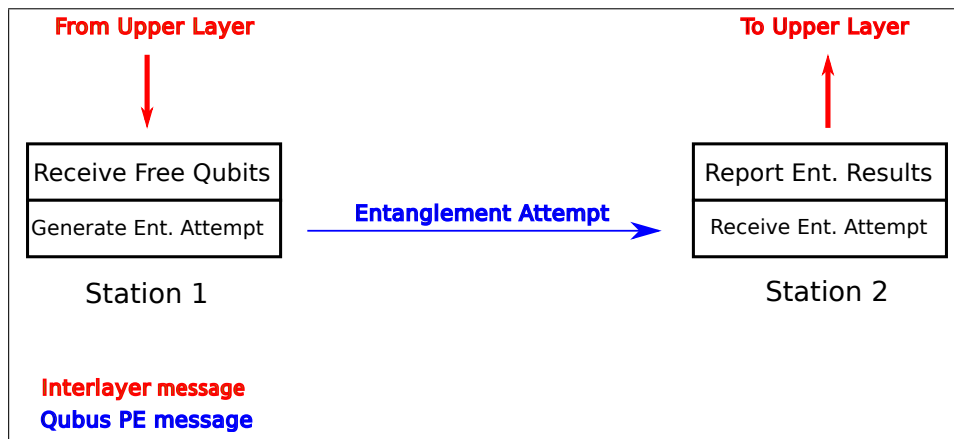 From Upper Layer
To Upper Layer
Receive Free Qubits
Report Ent. Results
Entanglement Attempt
Generate Ent. Attempt
Receive Ent. Attempt
Station 1
Station 2
Interlayer message
Qubus PE message